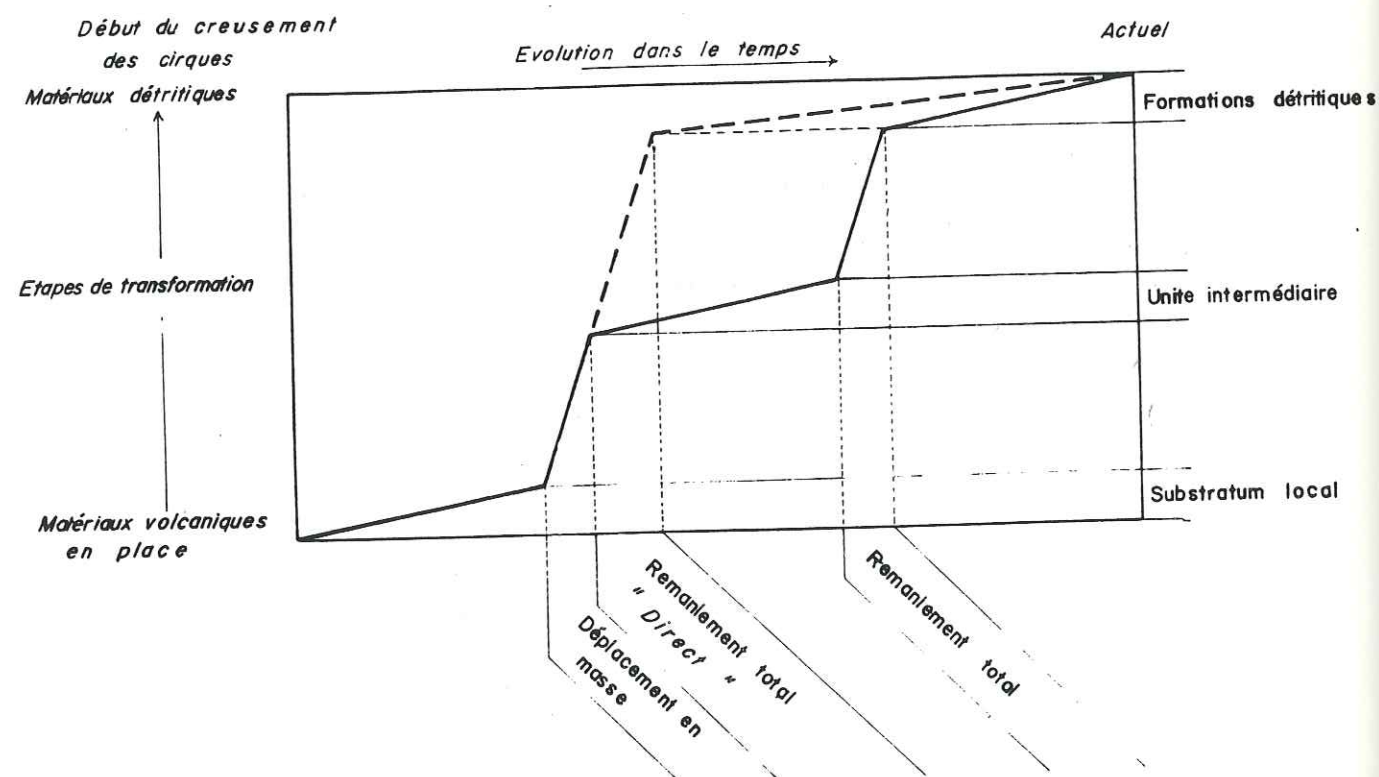 Début du creusement
des cirques
Evolution dans le temps
Actuel
Matériaux détritiques
Formations détritiques
Etapes de transformation
Unite intermédiaire
Substratum local
Matériaux volcaniques
en place
Remaniement total
" Direct "
Remaniement total
Déplacement en
masse